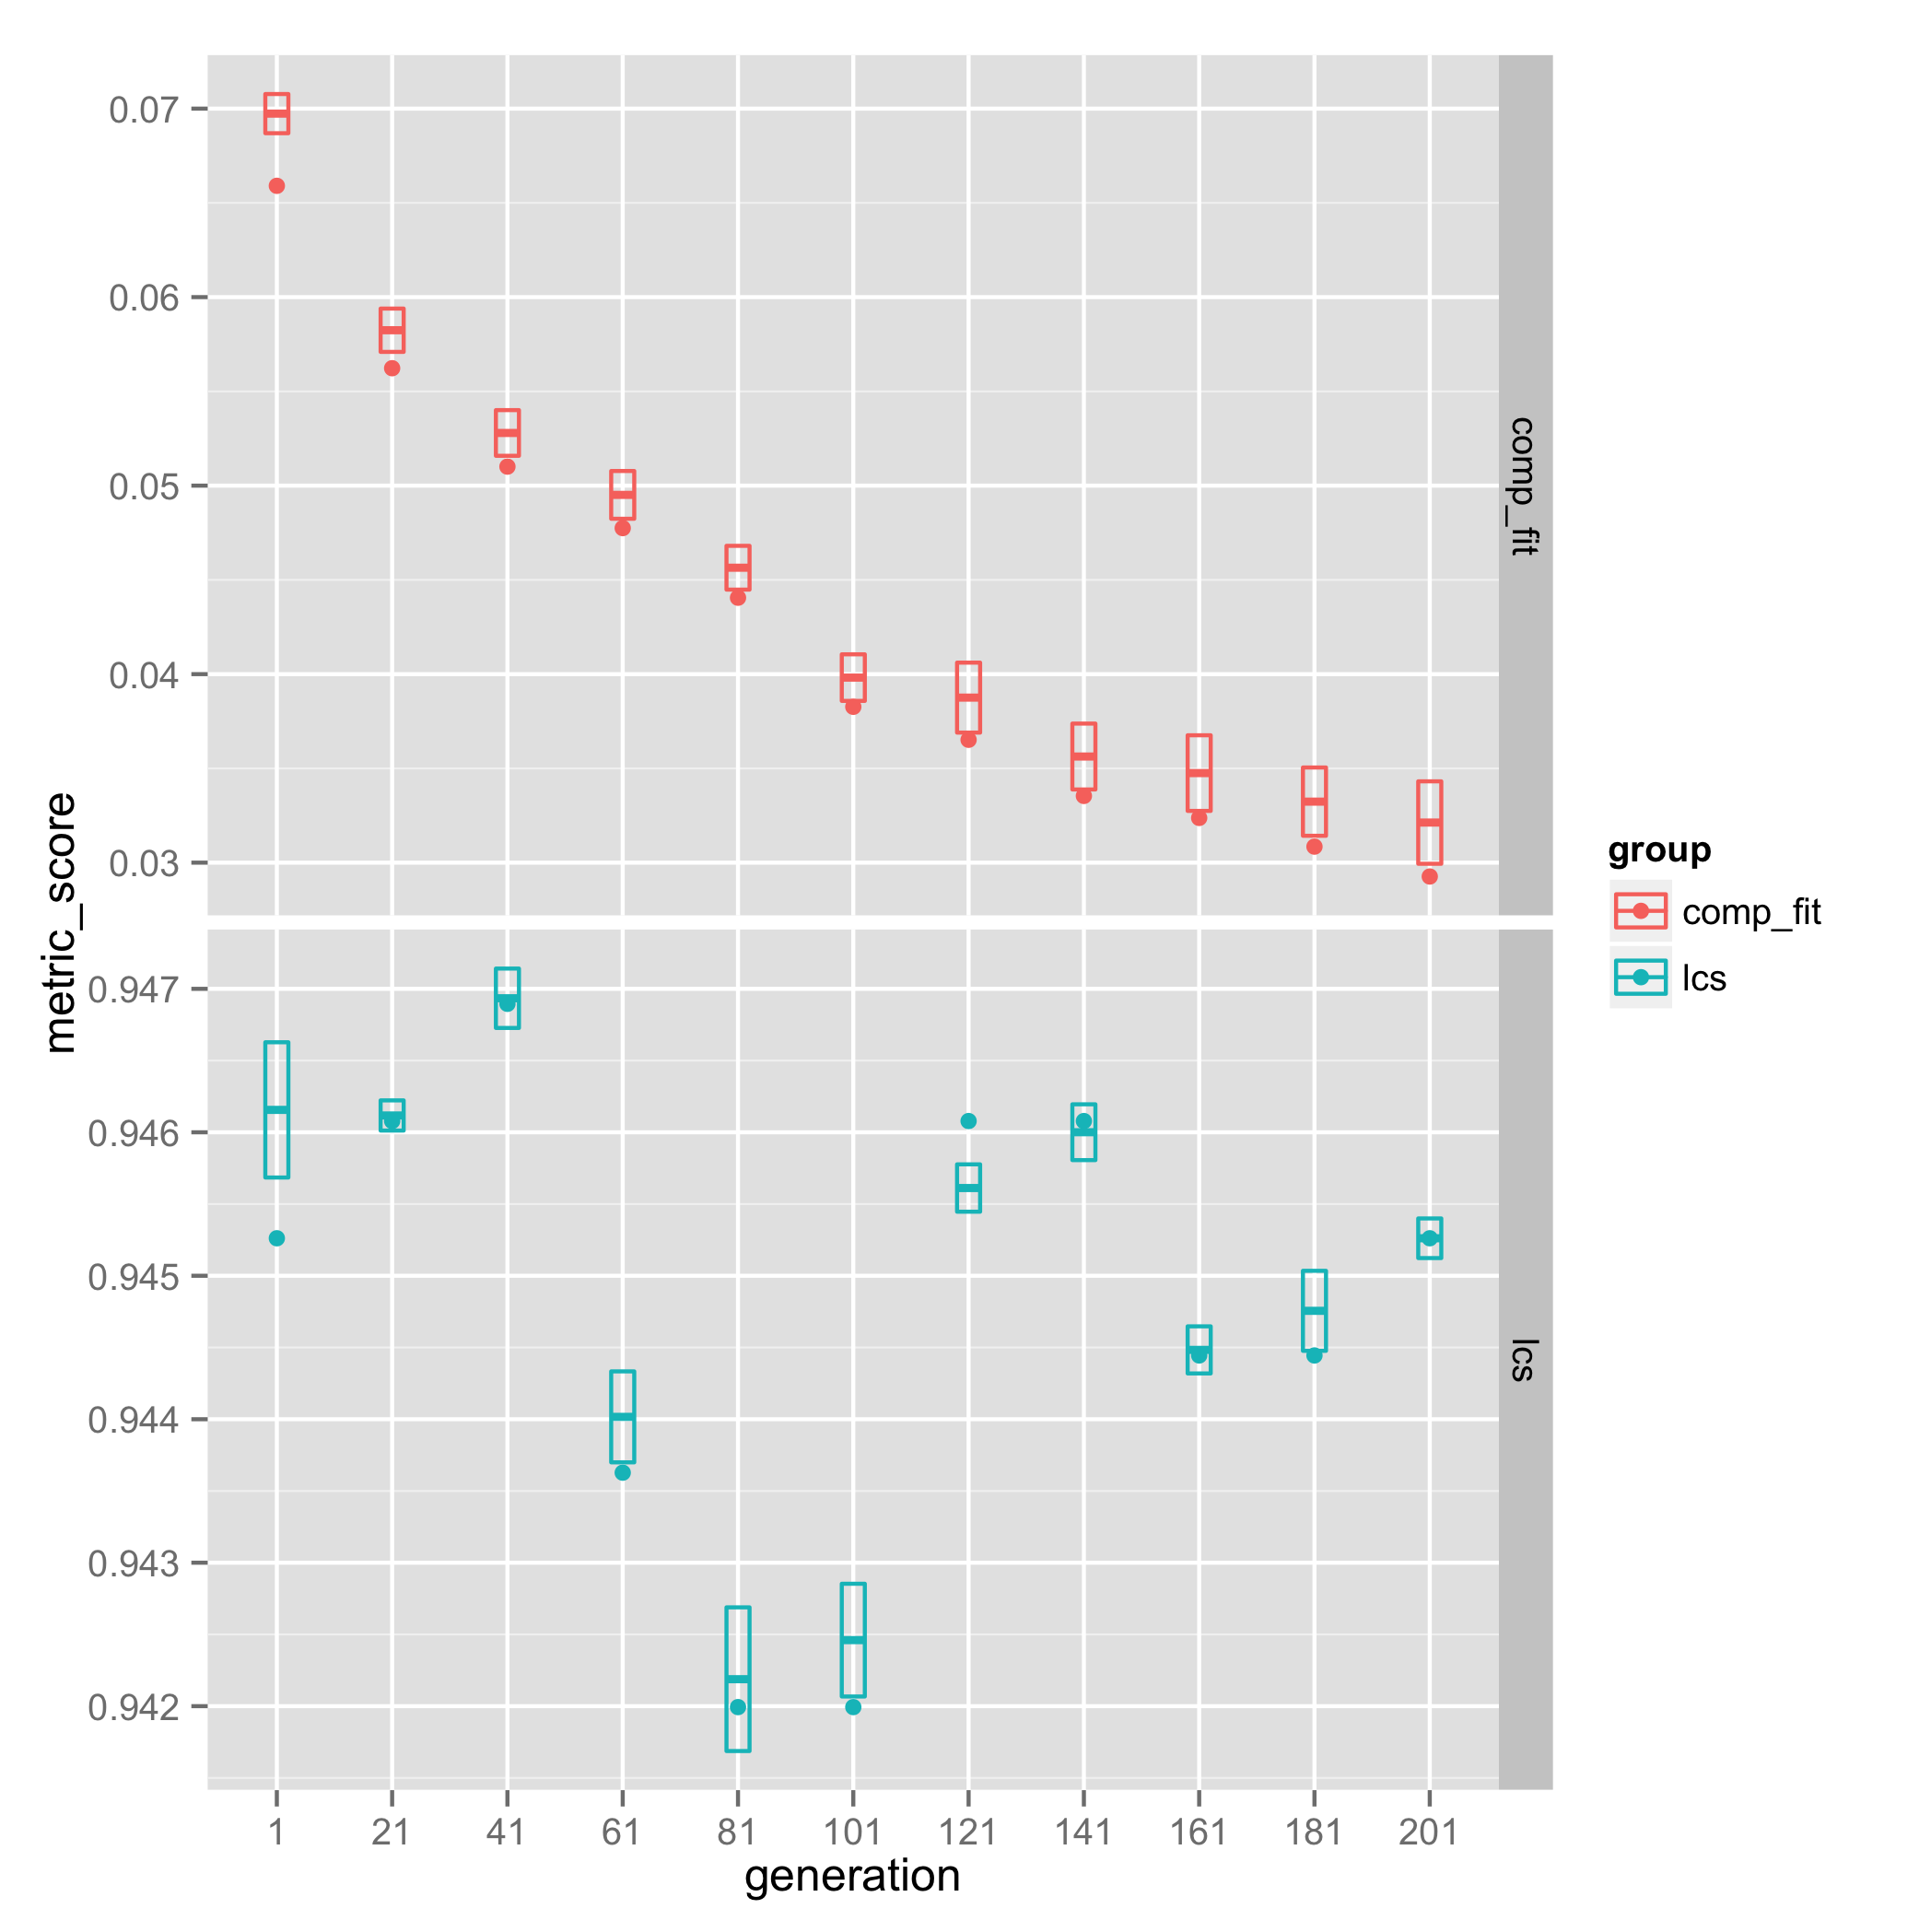 0.07
0.06
0.05
0.04
0.03
comp_fit
metric_score
0.947
0.946
0.945
0.944
0.943
0.942
lcs
1 21 41 61 81 101 121 141 161 181 201
generation
group
comp_fit
lcs